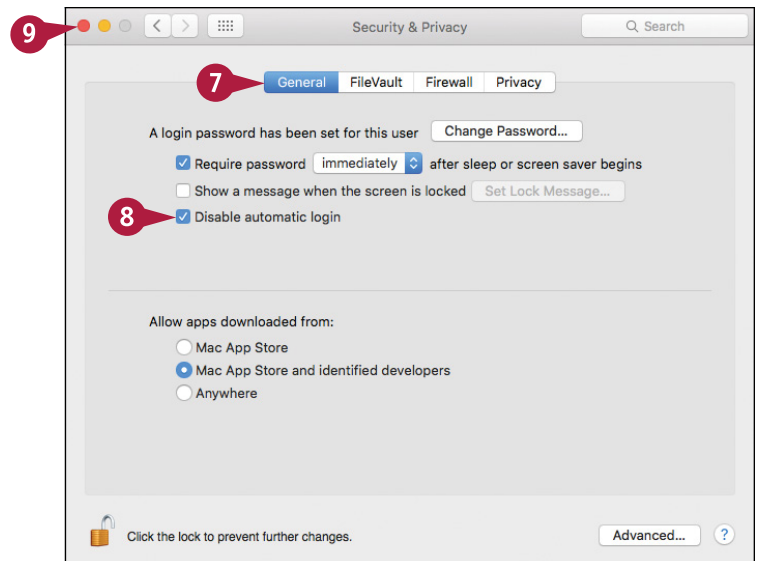 9
Security & Privacy
Search
7
General FileVault Firewall Privacy
A login password has been set for this user Change Password...
Require password immediately after sleep or screen saver begins
Show a message when the screen is locked Set Lock Message...
8
Disable automatic login
Allow apps downloaded from:
Mac App Store
Mac App Store and identified developers
Anywhere
Click the lock to prevent further changes.
Advanced... ?